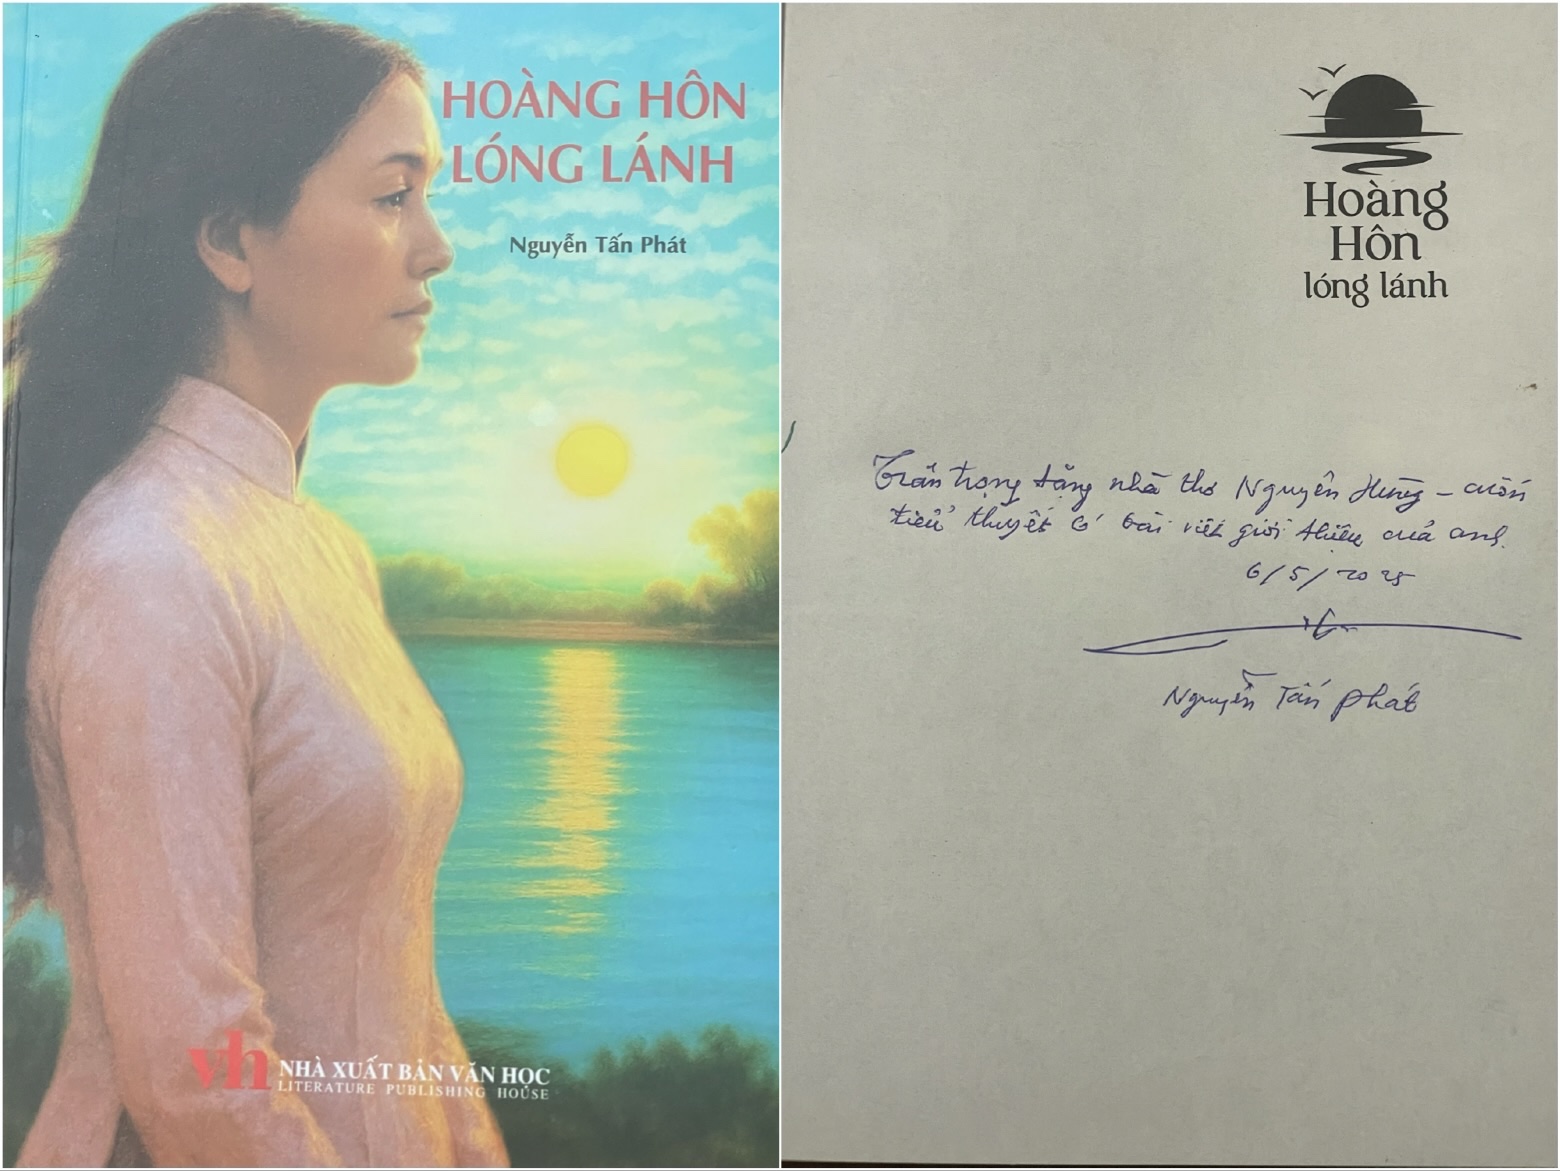 HOÀNG HÔN
LÓNG LÁNH
Nguyễn Tấn Phát
vh NHÀ XUẤT BẢN VĂN HỌC
LITERATURE PUBLISHING HOUSE
Hoàng
Hôn
lóng lánh
Trân trọng tặng nhà thơ Nguyên Hùng – cuốn
tiểu thuyết có bài viết giới thiệu của anh.
6/5/2025
Nguyễn Tấn Phát